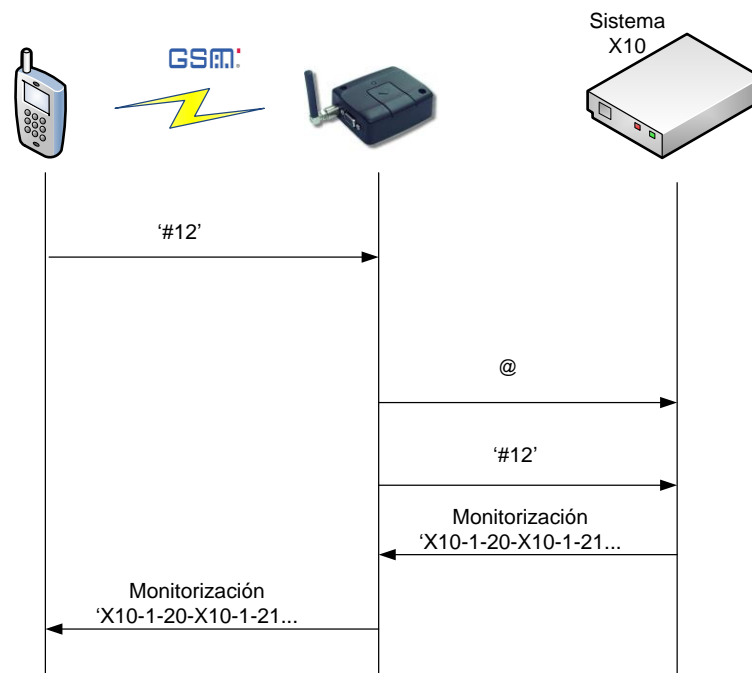 Sistema
X10
GSM
‘#12’
@
‘#12’
Monitorización
‘X10-1-20-X10-1-21...
Monitorización
‘X10-1-20-X10-1-21...